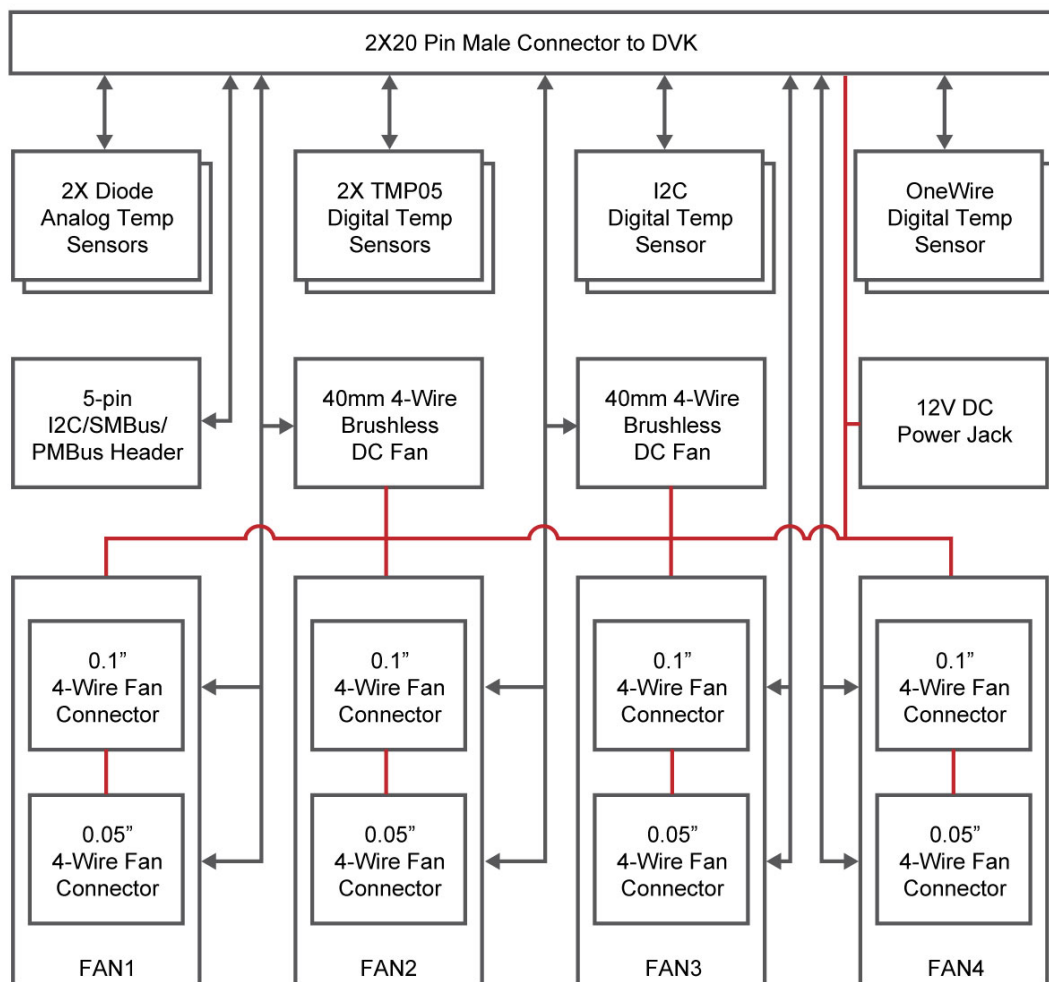 2X20 Pin Male Connector to DVK
2X Diode
Analog Temp
Sensors
2X TMP05
Digital Temp
Sensors
I2C
Digital Temp
Sensor
OneWire
Digital Temp
Sensor
5-pin
I2C/SMBus/
PMBus Header
40mm 4-Wire
Brushless
DC Fan
40mm 4-Wire
Brushless
DC Fan
12V DC
Power Jack
0.1”
4-Wire Fan
Connector
0.1”
4-Wire Fan
Connector
0.1”
4-Wire Fan
Connector
0.1”
4-Wire Fan
Connector
0.05”
4-Wire Fan
Connector
0.05”
4-Wire Fan
Connector
0.05”
4-Wire Fan
Connector
0.05”
4-Wire Fan
Connector
FAN1
FAN2
FAN3
FAN4